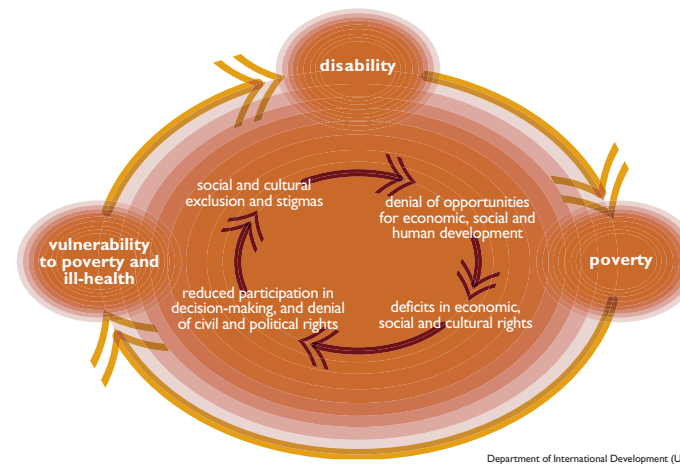 disability
social and cultural
exclusion and stigmas
denial of opportunities
for economic, social and
human development
vulnerability
to poverty and
ill-health
poverty
reduced participation in
decision-making, and denial
of civil and political rights
deficits in economic,
social and cultural rights
Department of International Development (U